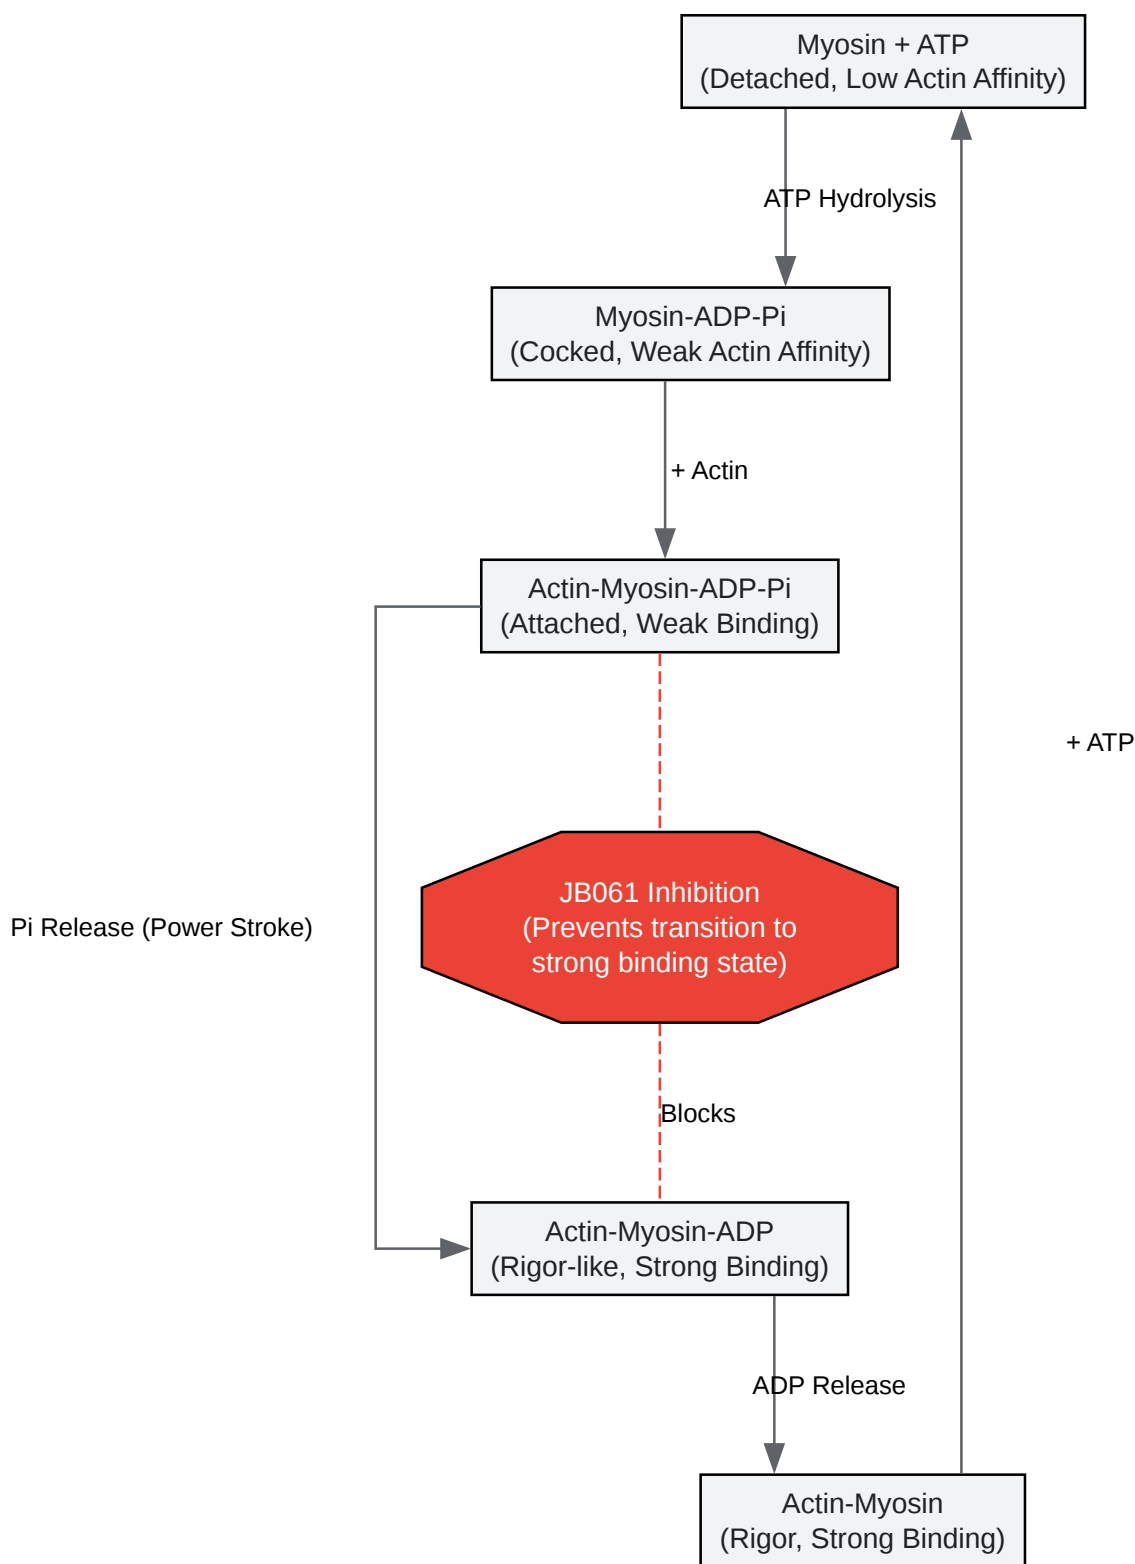 Myosin + ATP
(Detached, Low Actin Affinity)
ATP Hydrolysis
Myosin-ADP-Pi
(Cocked, Weak Actin Affinity)
+ Actin
Actin-Myosin-ADP-Pi
(Attached, Weak Binding)
+ ATP
JB061 Inhibition
(Prevents transition to
strong binding state)
Pi Release (Power Stroke)
Blocks
Actin-Myosin-ADP
(Rigor-like, Strong Binding)
ADP Release
Actin-Myosin
(Rigor, Strong Binding)